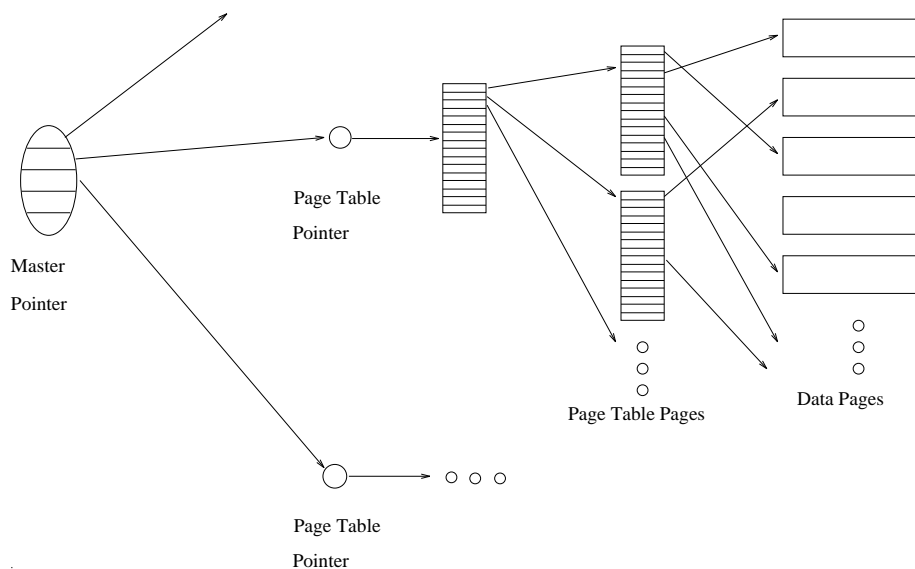 Page Table
Pointer
Master
Pointer
Page Table Pages
Data Pages
Page Table
Pointer